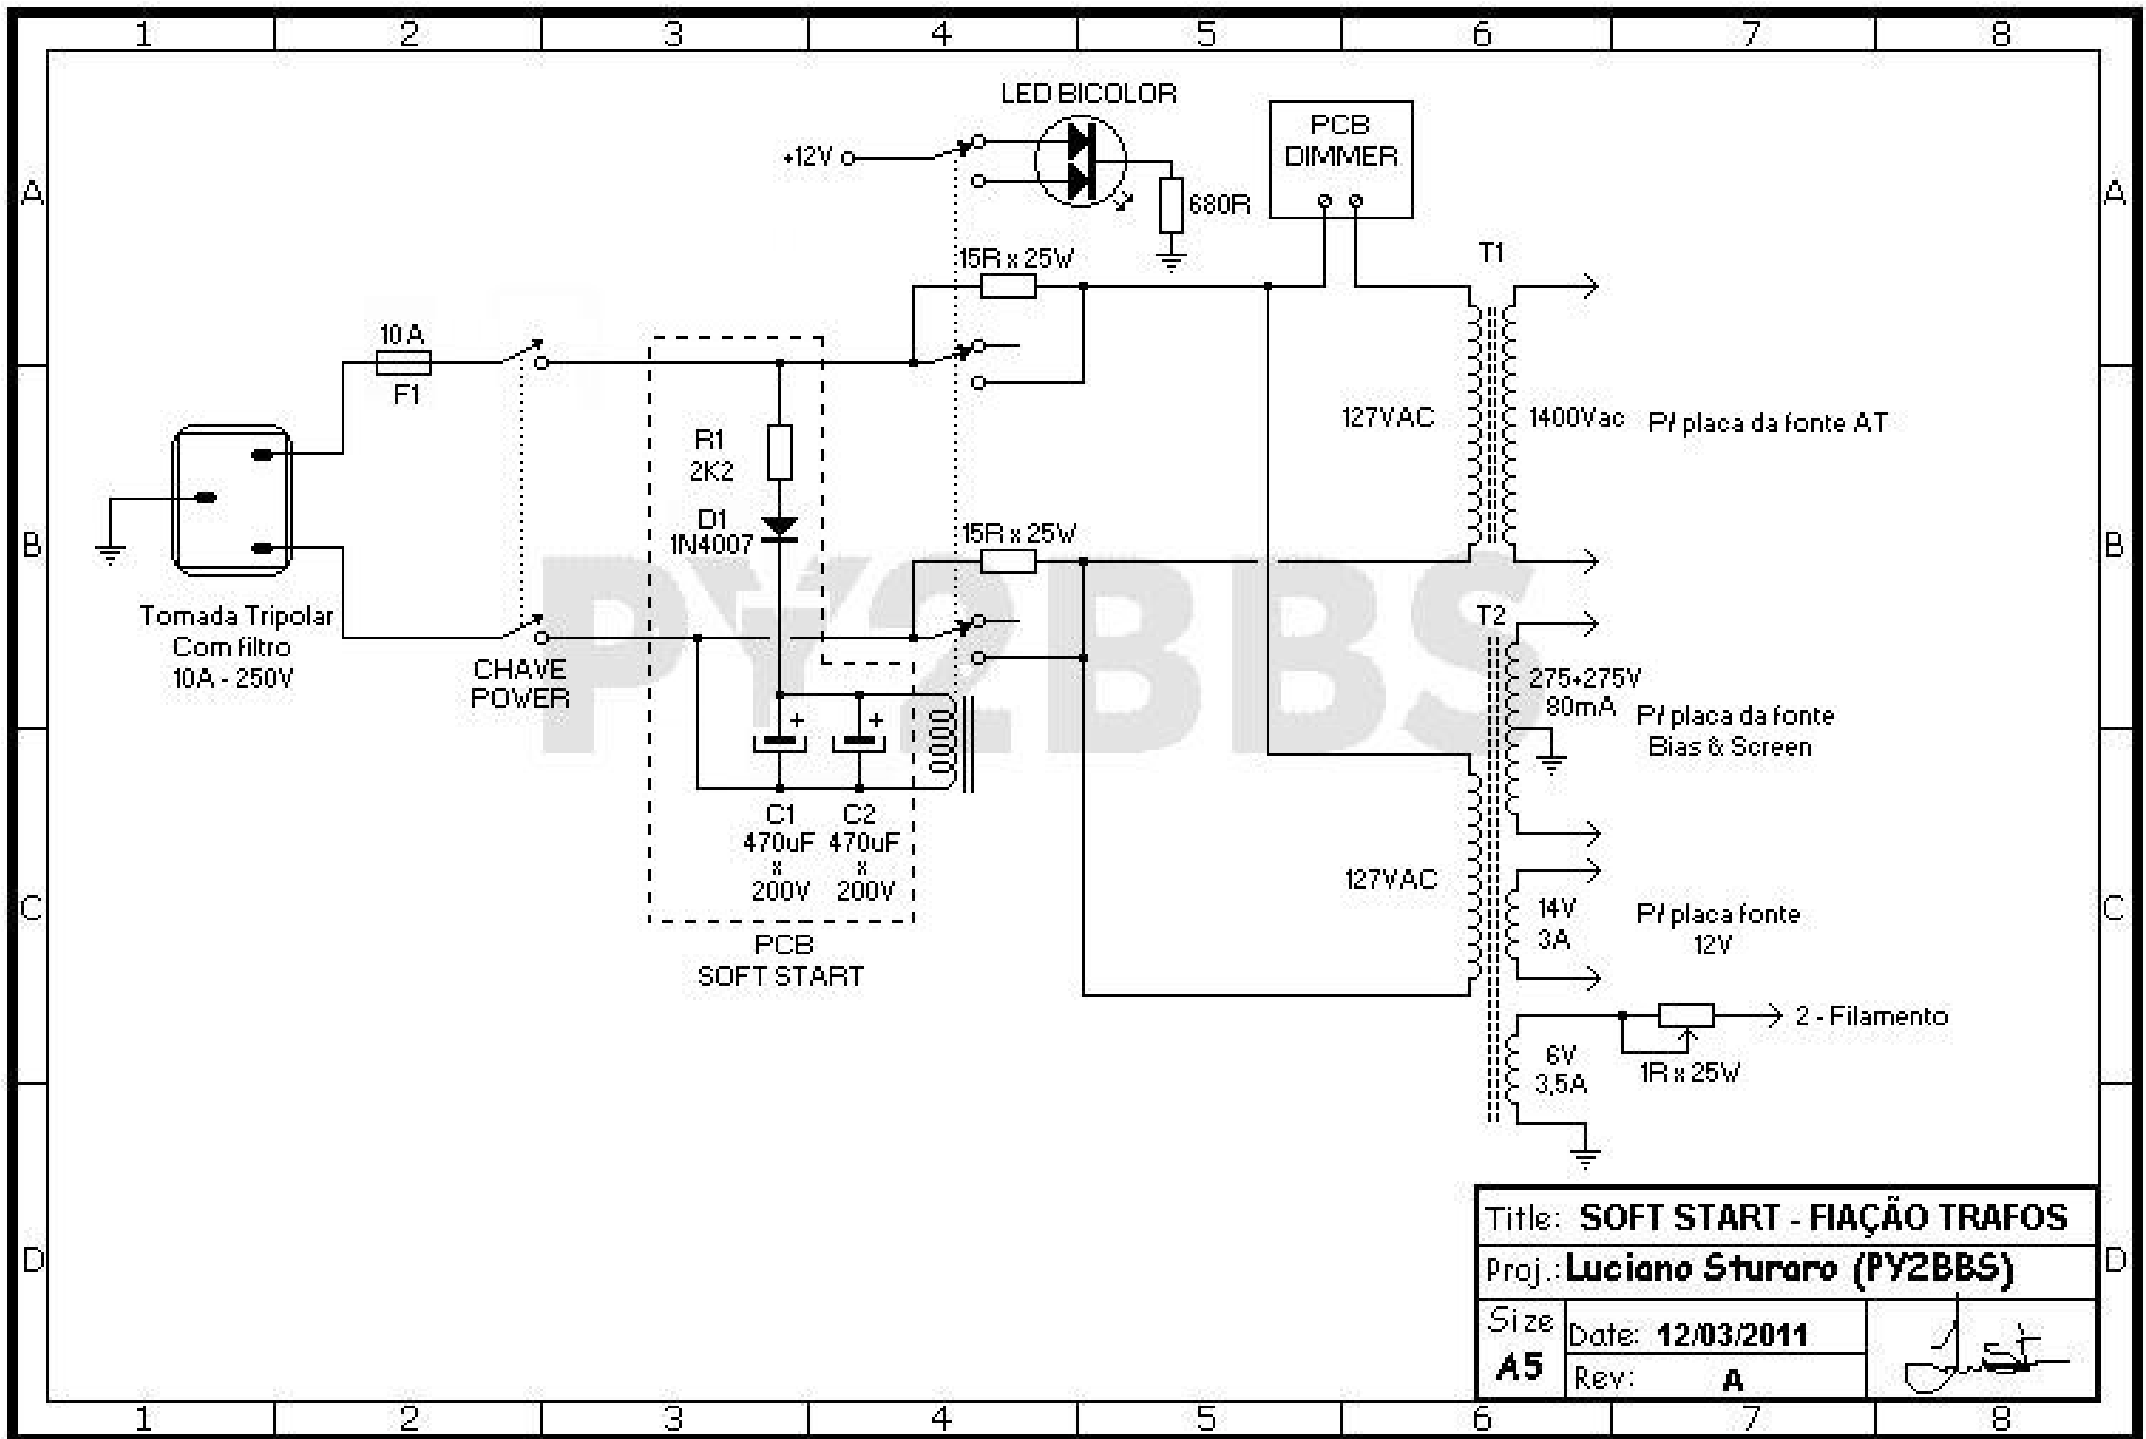 1 2 3 4 5 6 7 8
LED BICOLOR
+12V
PCB
DIMMER
A A
680R
15R x 25W
T1
10A
F1
127VAC
1400Vac
P/ placa da fonte AT
R1
2K2
D1
1N4007
B B
15R x 25W
PY2BBS
Tomada Tripolar
Com filtro
10A - 250V
CHAVE
POWER
T2
275+275V
80mA
P/ placa da fonte
Bias & Screen
+ +
C1 C2
470uF 470uF
x x
200V 200V
127VAC
C C
14V
3A
P/ placa fonte
12V
PCB
SOFT START
2 - Filamento
6V
3,5A
1R x 25W
Title: SOFT START - FIAÇÃO TRAFOS
D D
Proj.: Luciano Sturaro (PY2BBS)
Size
A5
Date: 12/03/2011
Rev: A
1 2 3 4 5 6 7 8